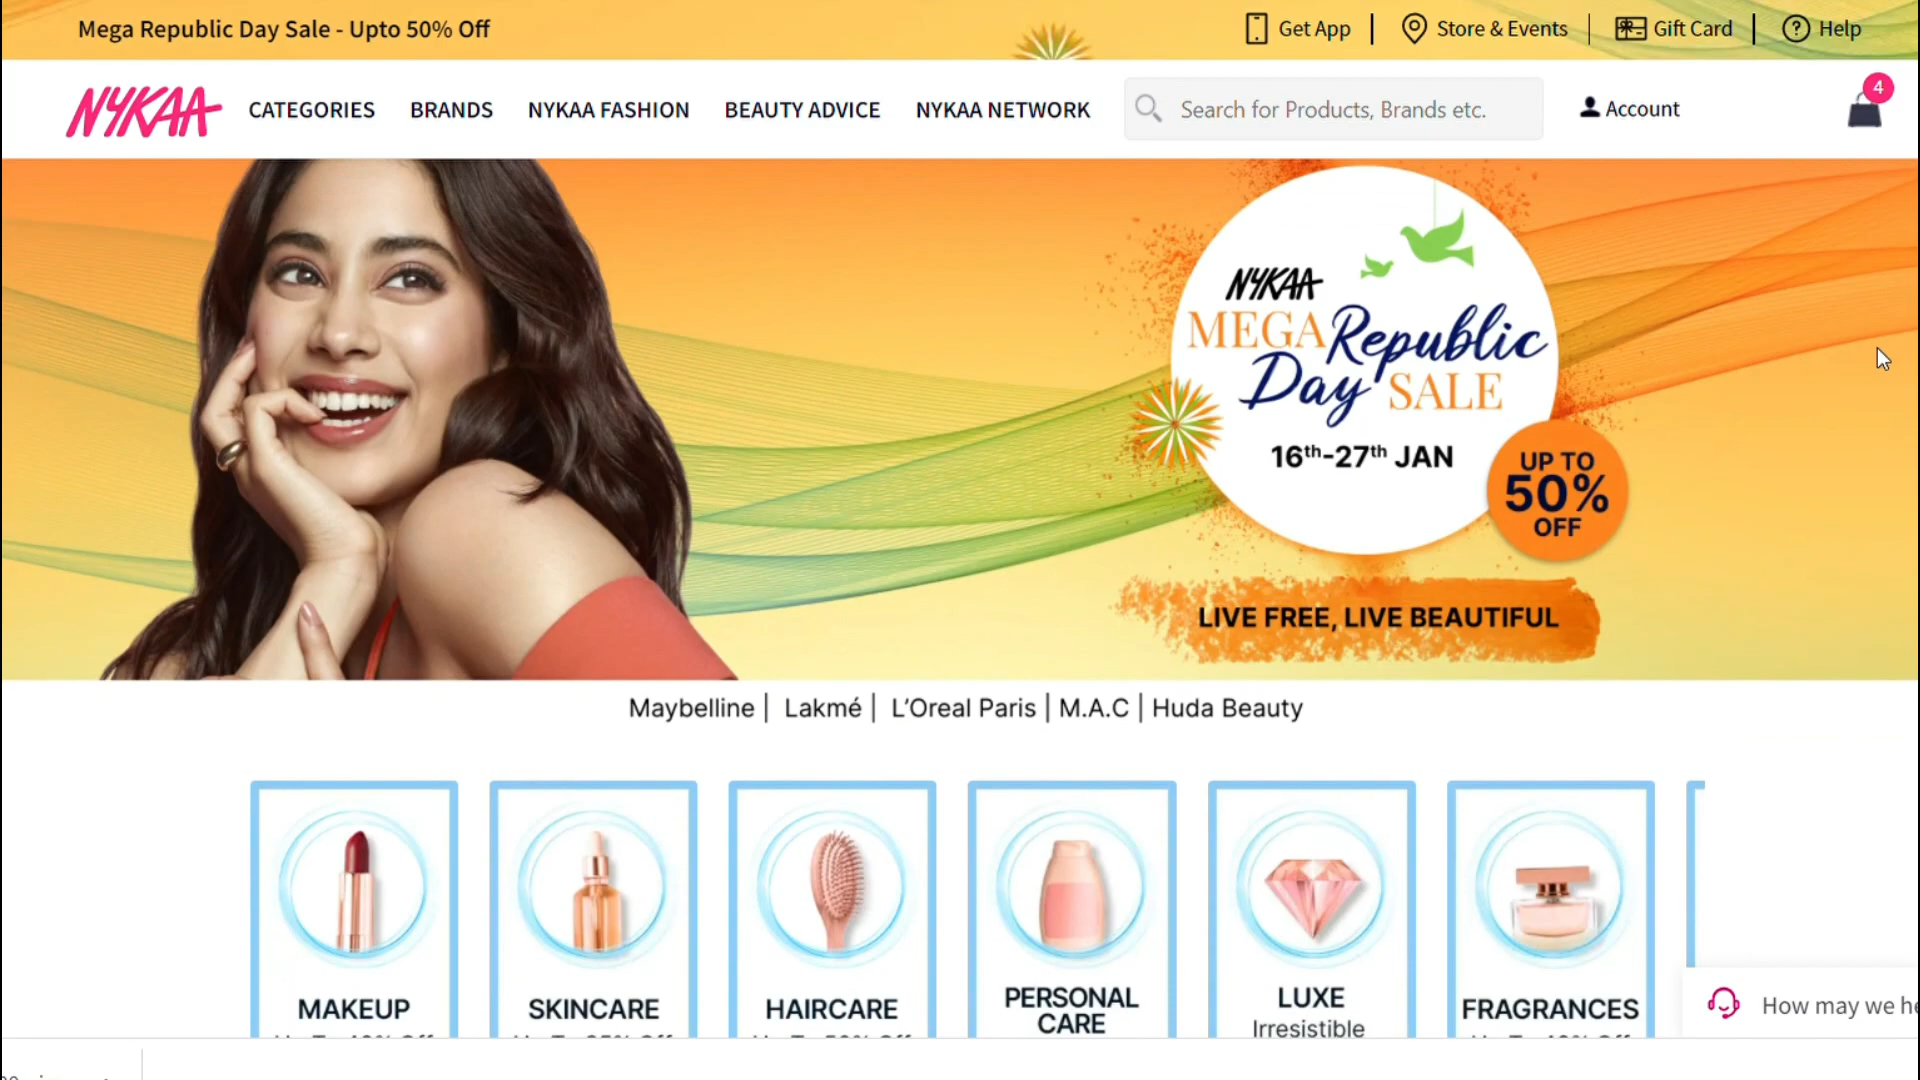 Mega Republic Day Sale - Upto 50% Off
Get App
Store & Events
Gift Card
Help
NYKAA
CATEGORIES
BRANDS
NYKAA FASHION
BEAUTY ADVICE
NYKAA NETWORK
Search for Products, Brands etc.
Account
4
NYKAA
MEGA Republic
Day SALE
16th-27th JAN
UP TO
50%
OFF
LIVE FREE, LIVE BEAUTIFUL
Maybelline | Lakmé | L'Oreal Paris | M.A.C | Huda Beauty
MAKEUP
SKINCARE
HAIRCARE
PERSONAL
CARE
LUXE
Irresistible
FRAGRANCES
How may we